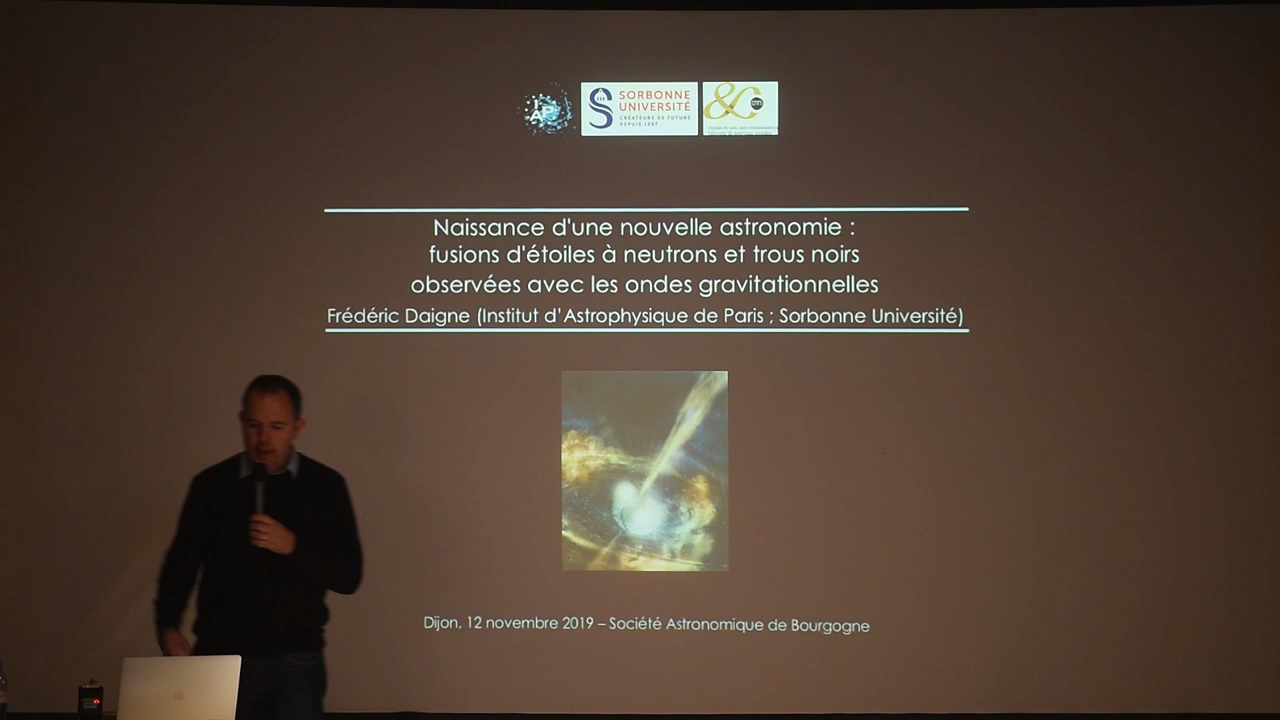 IAP
SORBONNE
UNIVERSITÉ
CRÉATEURS DE FUTURS
DEPUIS 1257
Naissance d'une nouvelle astronomie :
fusions d'étoiles à neutrons et trous noirs
observées avec les ondes gravitationnelles
Frédéric Daigne (Institut d'Astrophysique de Paris ; Sorbonne Université)
Dijon, 12 novembre 2019 – Société Astronomique de Bourgogne